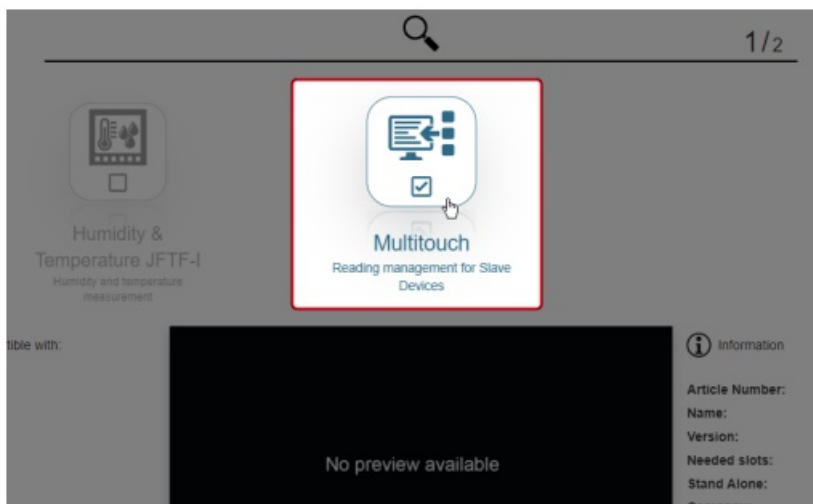 1/2
Humidity &
Temperature JFTF-I
Humidity and temperature
measurement
Multitouch
Reading management for Slave
Devices
tible with:
No preview available
Information
Article Number:
Name:
Version:
Needed slots:
Stand Alone: